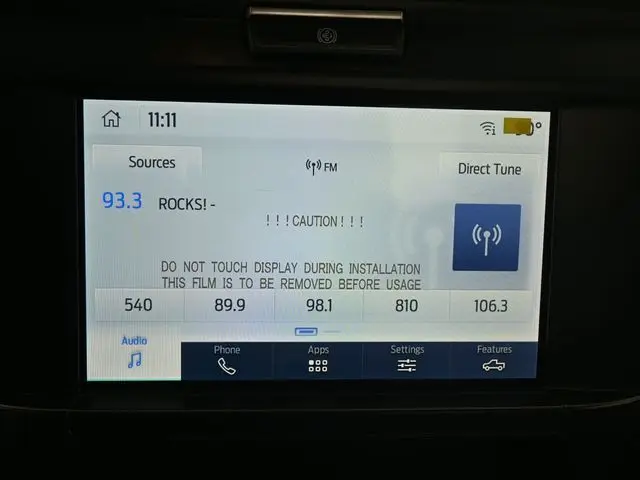 11:11
Sources
FM
Direct Tune
93.3 ROCKS! -
!!!CAUTION!!!
DO NOT TOUCH DISPLAY DURING INSTALLATION
THIS FILM IS TO BE REMOVED BEFORE USAGE
540 89.9 98.1 810 106.3
Audio Phone Apps Settings Features